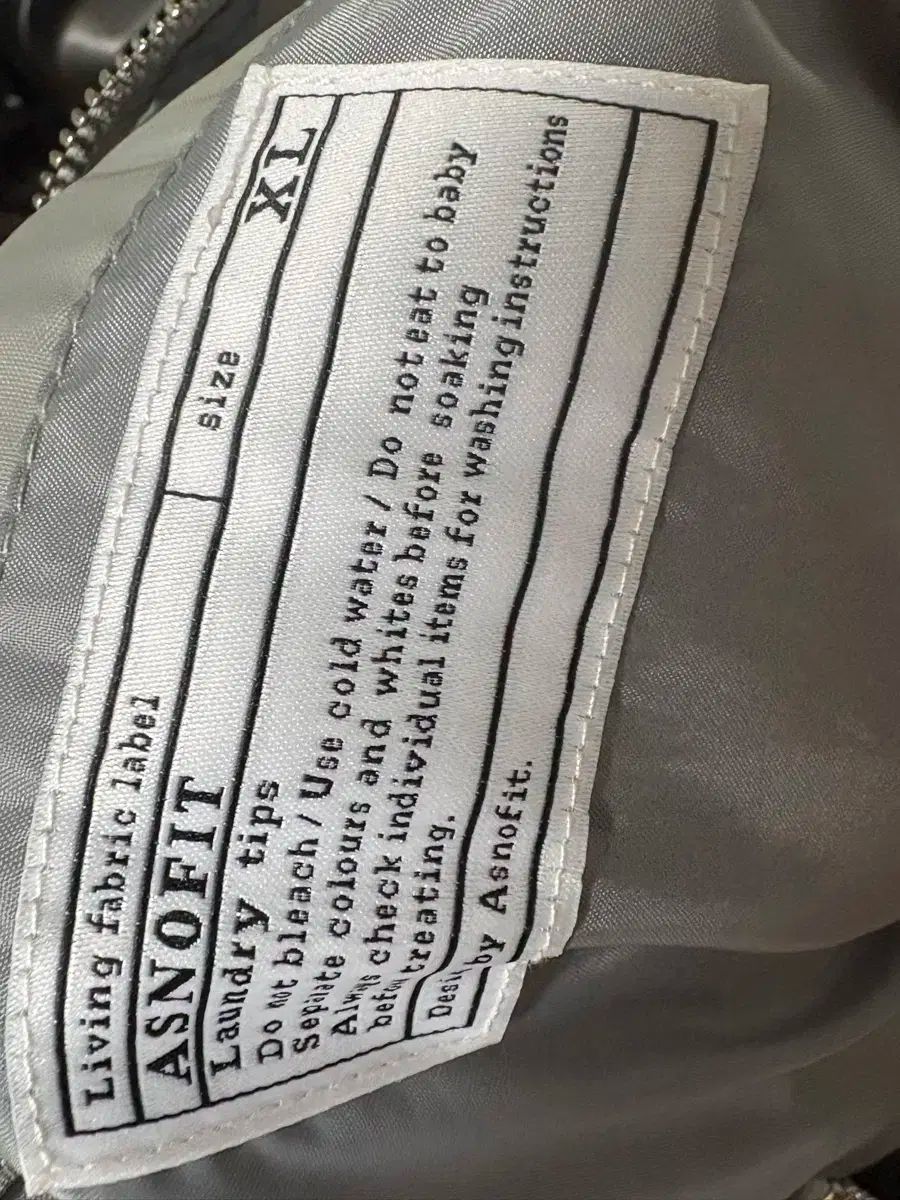 Living fabric label
size
XL
ASNOFIT
Laundry tips
Do not bleach / Use cold water / Do not eat to baby
Separate colours and whites before soaking
Always check individual items for washing instructions
before treating.
Design by Asnofit.